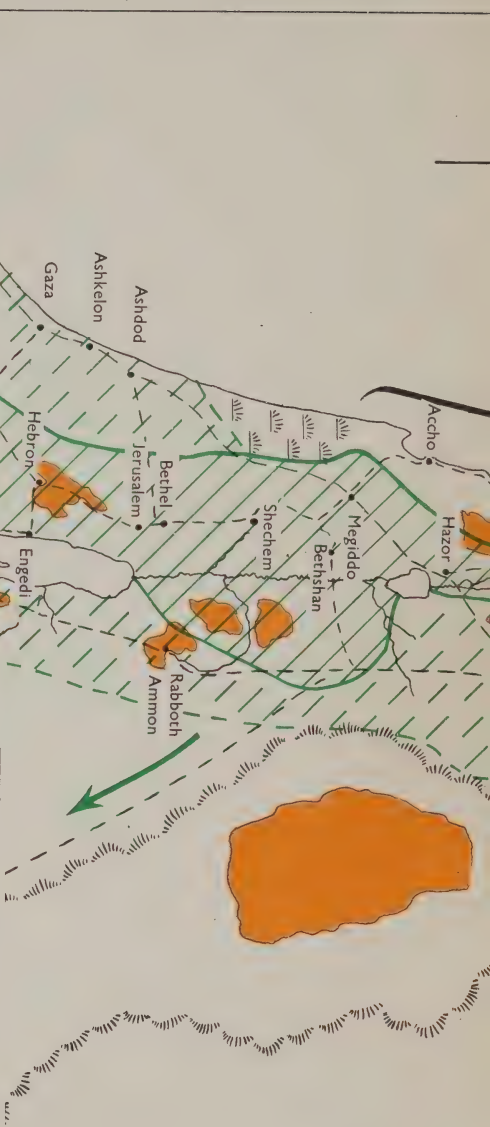 Hazor
Accho
Megiddo
Bethshan
Shechem
Rabboth
Ammon
Bethel
Jerusalem
Ashdod
Ashkelon
Gaza
Hebron
Engedi